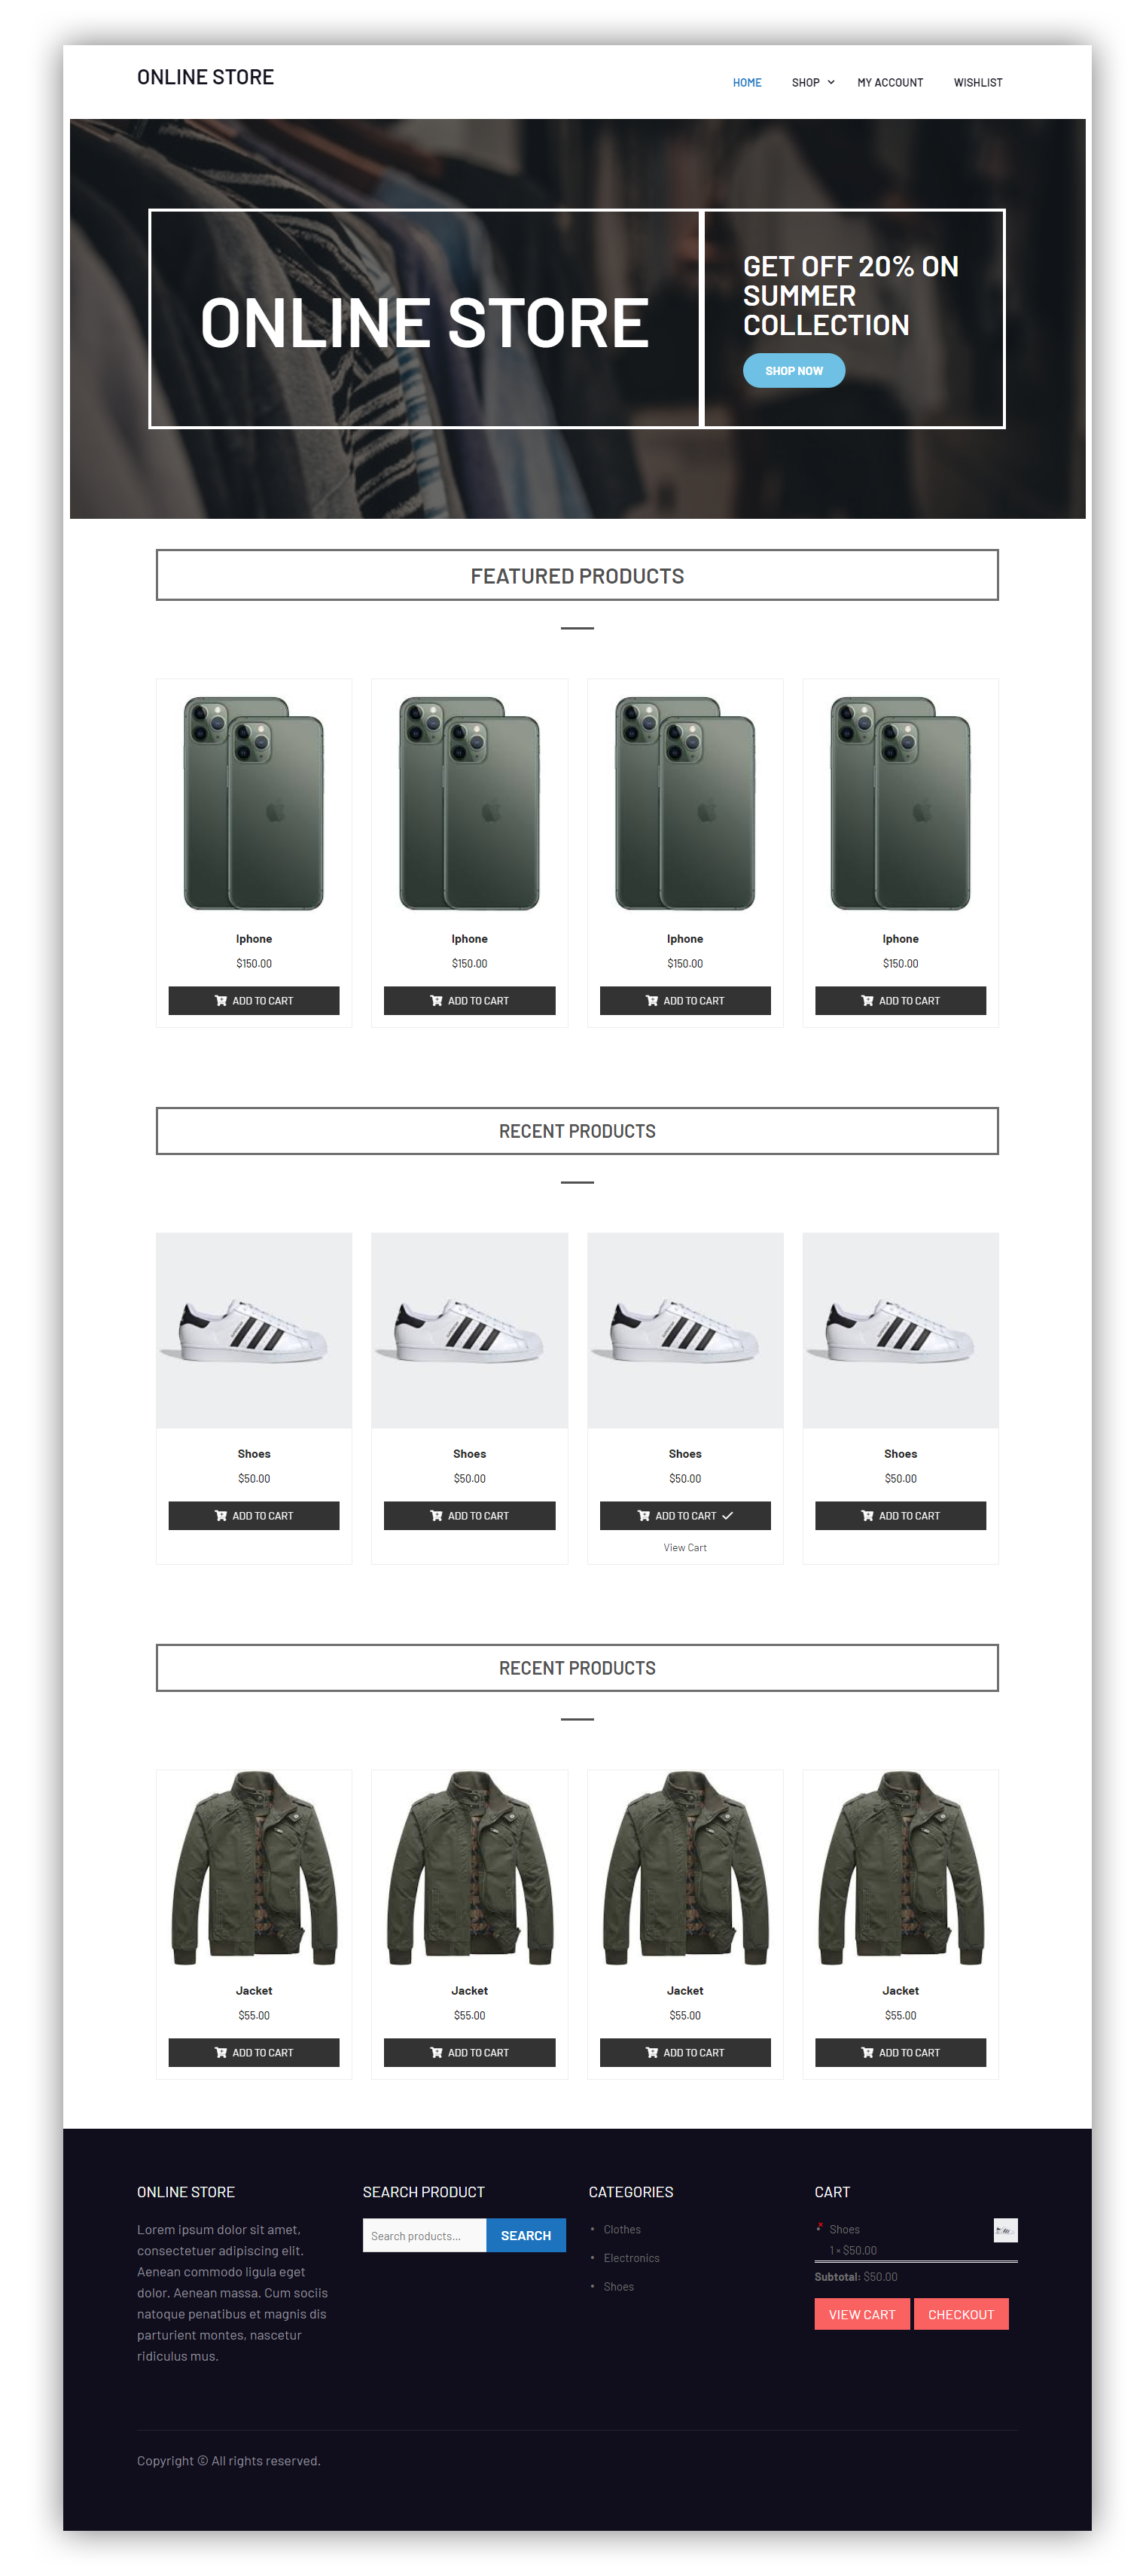 ONLINE STORE
HOME SHOP MY ACCOUNT WISHLIST
ONLINE STORE
GET OFF 20% ON
SUMMER
COLLECTION
SHOP NOW
FEATURED PRODUCTS
Iphone Iphone Iphone Iphone
$150.00 $150.00 $150.00 $150.00
ADD TO CART ADD TO CART ADD TO CART ADD TO CART
RECENT PRODUCTS
Shoes Shoes Shoes Shoes
$50.00 $50.00 $50.00 $50.00
ADD TO CART ADD TO CART ADD TO CART ADD TO CART
View Cart
RECENT PRODUCTS
Jacket Jacket Jacket Jacket
$55.00 $55.00 $55.00 $55.00
ADD TO CART ADD TO CART ADD TO CART ADD TO CART
ONLINE STORE
Lorem ipsum dolor sit amet,
consectetuer adipiscing elit.
Aenean commodo ligula eget
dolor. Aenean massa. Cum sociis
natoque penatibus et magnis dis
parturient montes, nascetur
ridiculus mus.
SEARCH PRODUCT
Search products... SEARCH
CATEGORIES
Clothes
Electronics
Shoes
CART
× Shoes
1 × $50.00
Subtotal: $50.00
VIEW CART CHECKOUT
Copyright © All rights reserved.